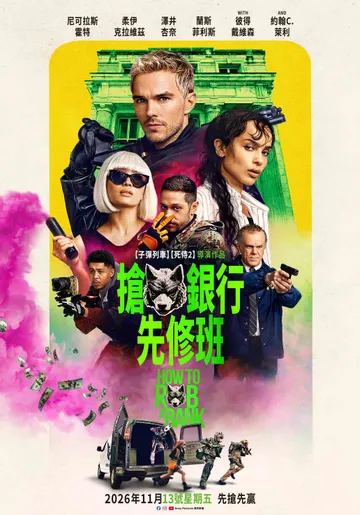 尼可拉斯 霍特
柔伊 克拉維茲
澤井 杏奈
蘭斯 菲利斯
WITH 彼得 戴維森
AND 約翰C. 萊利
【子彈列車】【死侍2】導演作品
搶銀行
先修班
HOW TO
ROB
A BANK
2026年11月13號星期五 先搶先贏